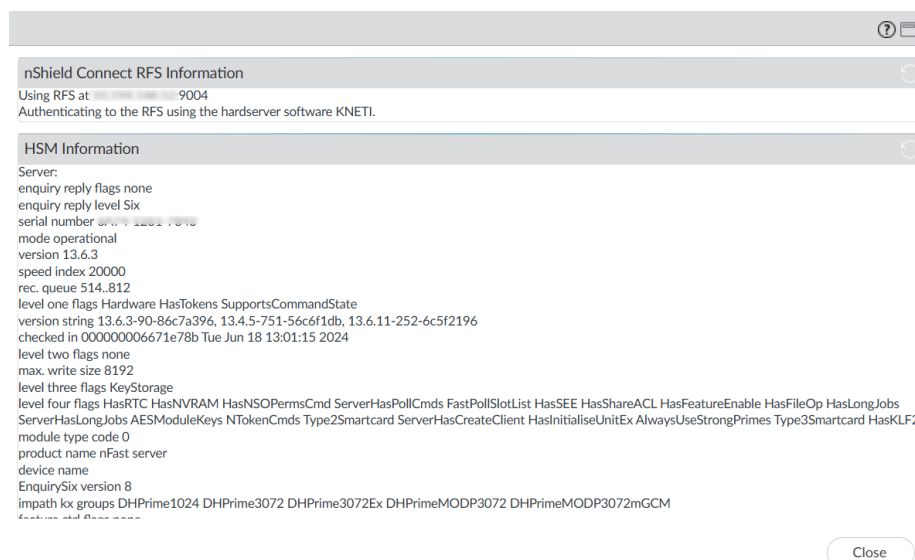 nShield Connect RFS Information
Using RFS at :9004
Authenticating to the RFS using the hardserver software KNETI.
HSM Information
Server:
enquiry reply flags none
enquiry reply level Six
serial number
mode operational
version 13.6.3
speed index 20000
rec. queue 514..812
level one flags Hardware HasTokens SupportsCommandState
version string 13.6.3-90-86c7a396, 13.4.5-751-56c6f1db, 13.6.11-252-6c5f2196
checked in 000000006671e78b Tue Jun 18 13:01:15 2024
level two flags none
max. write size 8192
level three flags KeyStorage
level four flags HasRTC HasNVRAM HasNSOPermsCmd ServerHasPollCmds FastPollSlotList HasSEE HasShareACL HasFeatureEnable HasFileOp HasLongJobs
ServerHasLongJobs AESModuleKeys NTokenCmds Type2Smartcard ServerHasCreateClient HasInitialiseUnitEx AlwaysUseStrongPrimes Type3Smartcard HasKLF2
module type code 0
product name nFast server
device name
EnquirySix version 8
impath kx groups DHPrime1024 DHPrime3072 DHPrime3072Ex DHPrimeMODP3072 DHPrimeMODP3072mGCM
feature ctrl flags none
Close